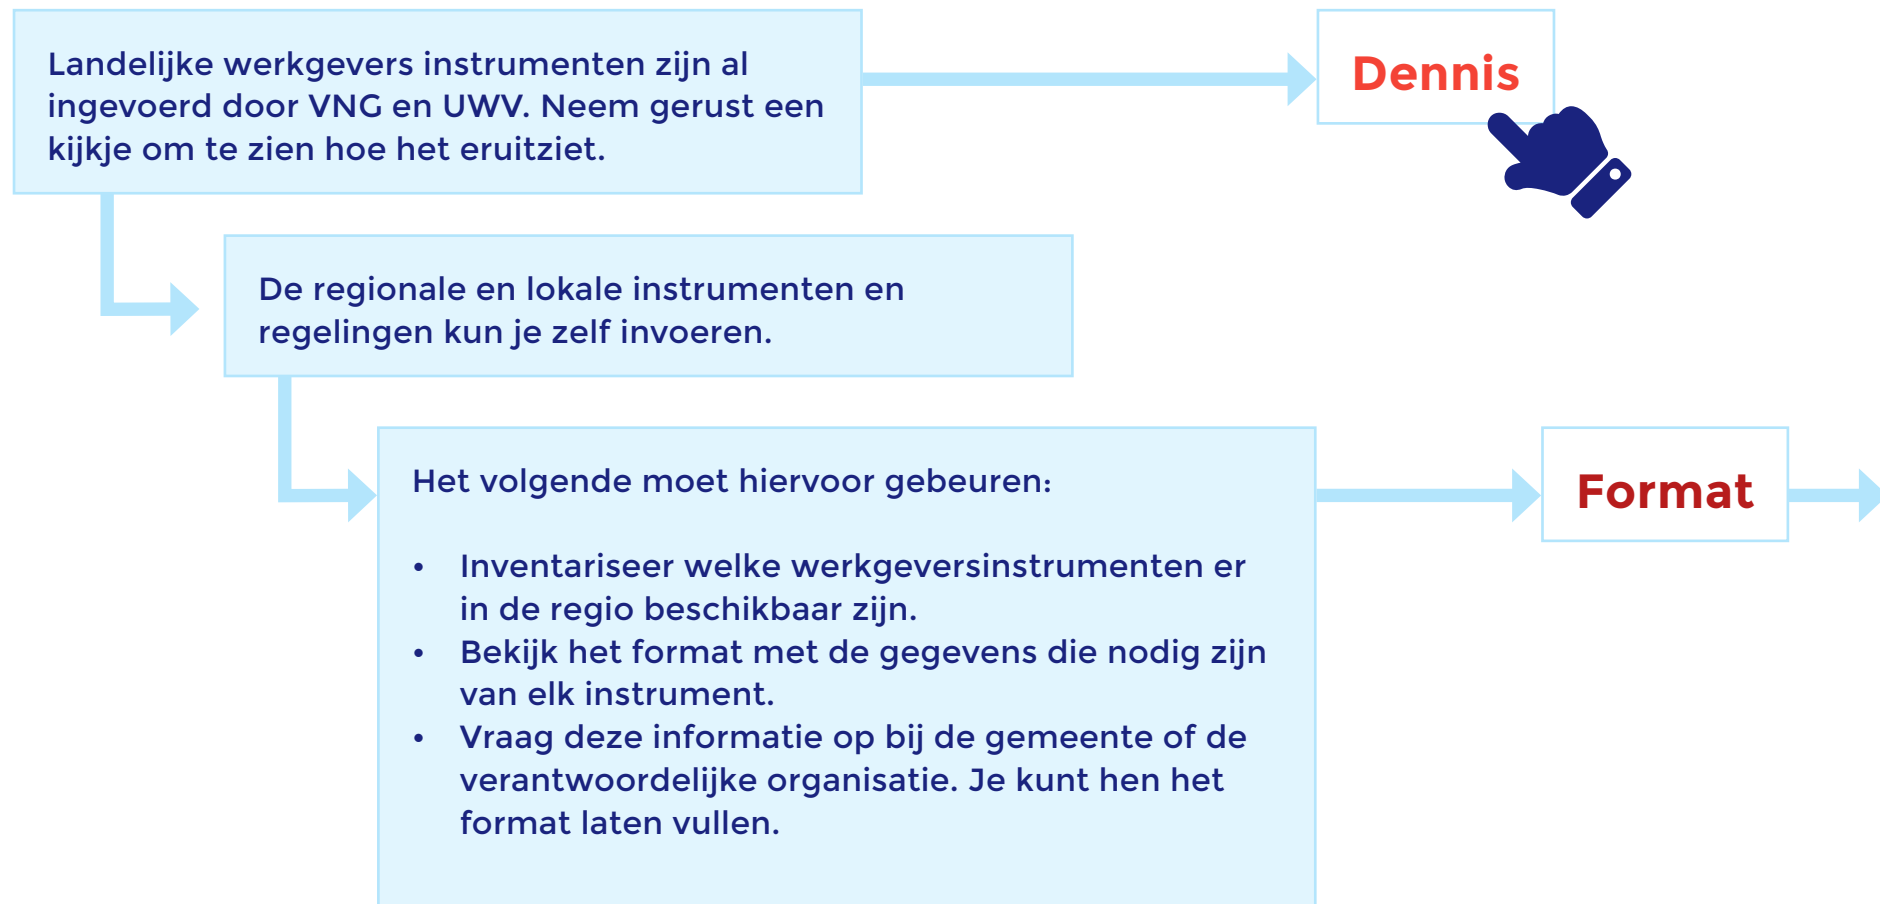 Landelijke werkgevers instrumenten zijn al
ingevoerd door VNG en UWV. Neem gerust een
kijkje om te zien hoe het eruitziet.
Dennis
De regionale en lokale instrumenten en
regelingen kun je zelf invoeren.
Het volgende moet hiervoor gebeuren:
• Inventariseer welke werkgeversinstrumenten er
in de regio beschikbaar zijn.
• Bekijk het format met de gegevens die nodig zijn
van elk instrument.
• Vraag deze informatie op bij de gemeente of de
verantwoordelijke organisatie. Je kunt hen het
format laten vullen.
Format